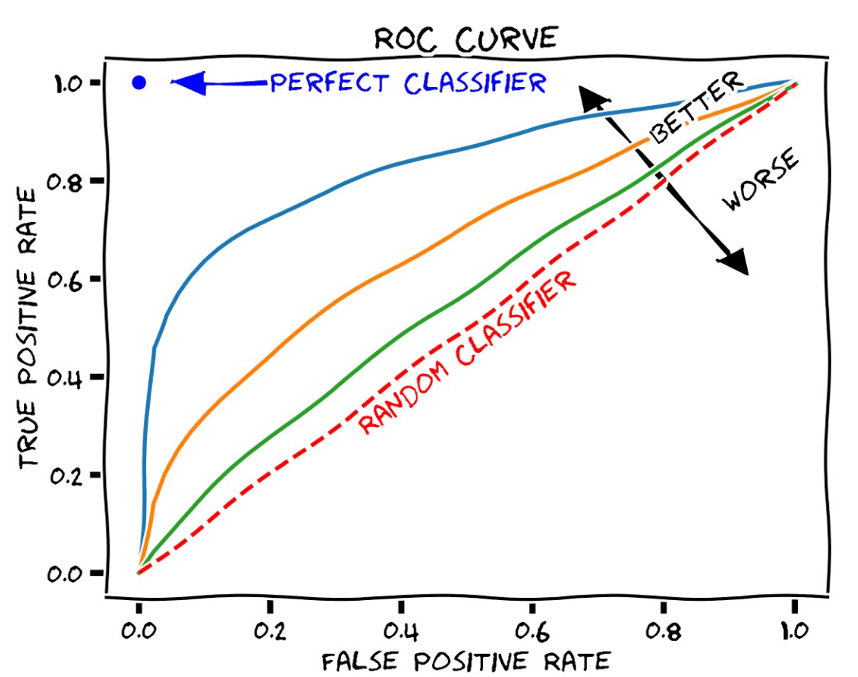 ROC CURVE
PERFECT CLASSIFIER
BETTER
WORSE
RANDOM CLASSIFIER
TRUE POSITIVE RATE
1.0
0.8
0.6
0.4
0.2
0.0
0.0 0.2 0.4 0.6 0.8 1.0
FALSE POSITIVE RATE